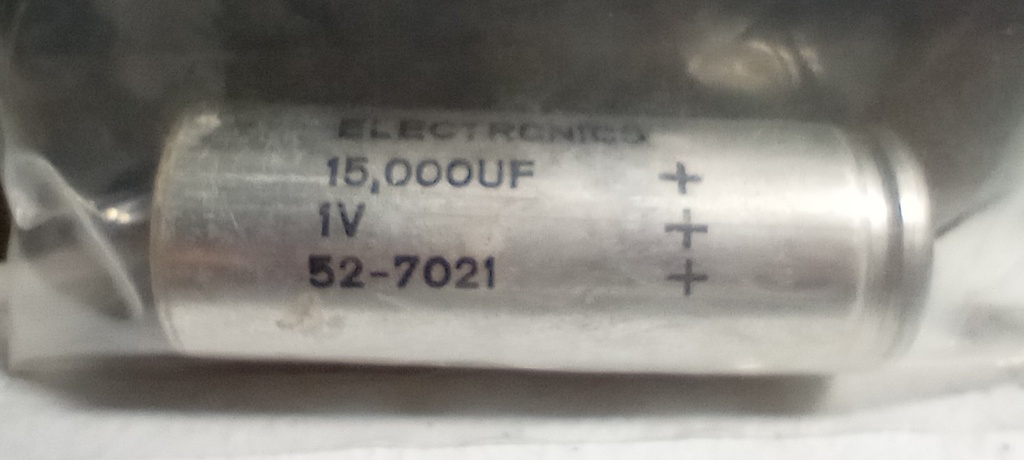 ELECTRONICS
15,000UF +
1V +
52-7021 +